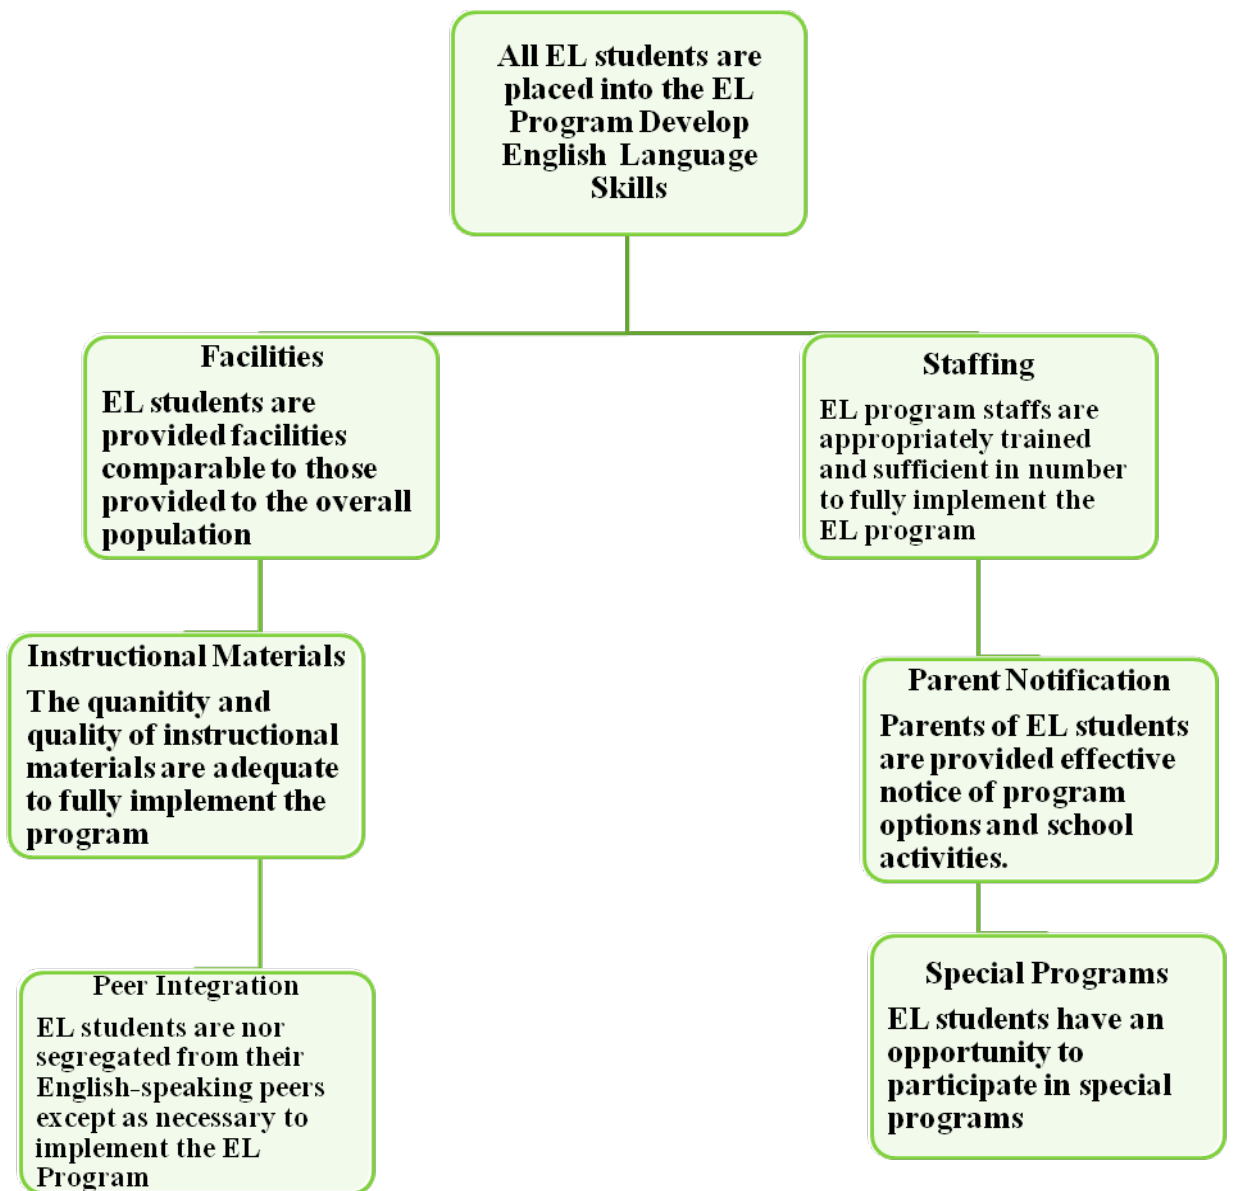 All EL students are
placed into the EL
Program Develop
English Language
Skills
Facilities
EL students are
provided facilities
comparable to those
provided to the overall
population
Staffing
EL program staffs are
appropriately trained
and sufficient in number
to fully implement the
EL program
Instructional Materials
The quanitity and
quality of instructional
materials are adequate
to fully implement the
program
Parent Notification
Parents of EL students
are provided effective
notice of program
options and school
activities.
Peer Integration
EL students are nor
segregated from their
English-speaking peers
except as necessary to
implement the EL
Program
Special Programs
EL students have an
opportunity to
participate in special
programs